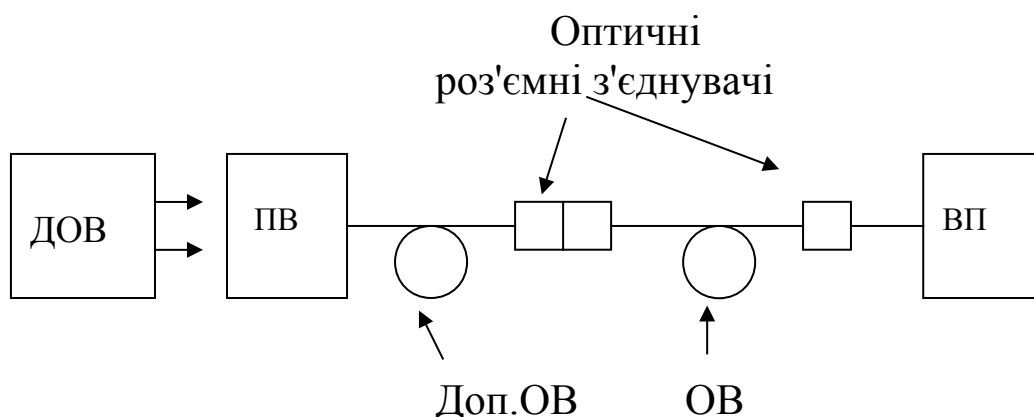 Оптичні
роз'ємні з'єднувачі
ДОВ
ПВ
ВП
Доп.ОВ
ОВ